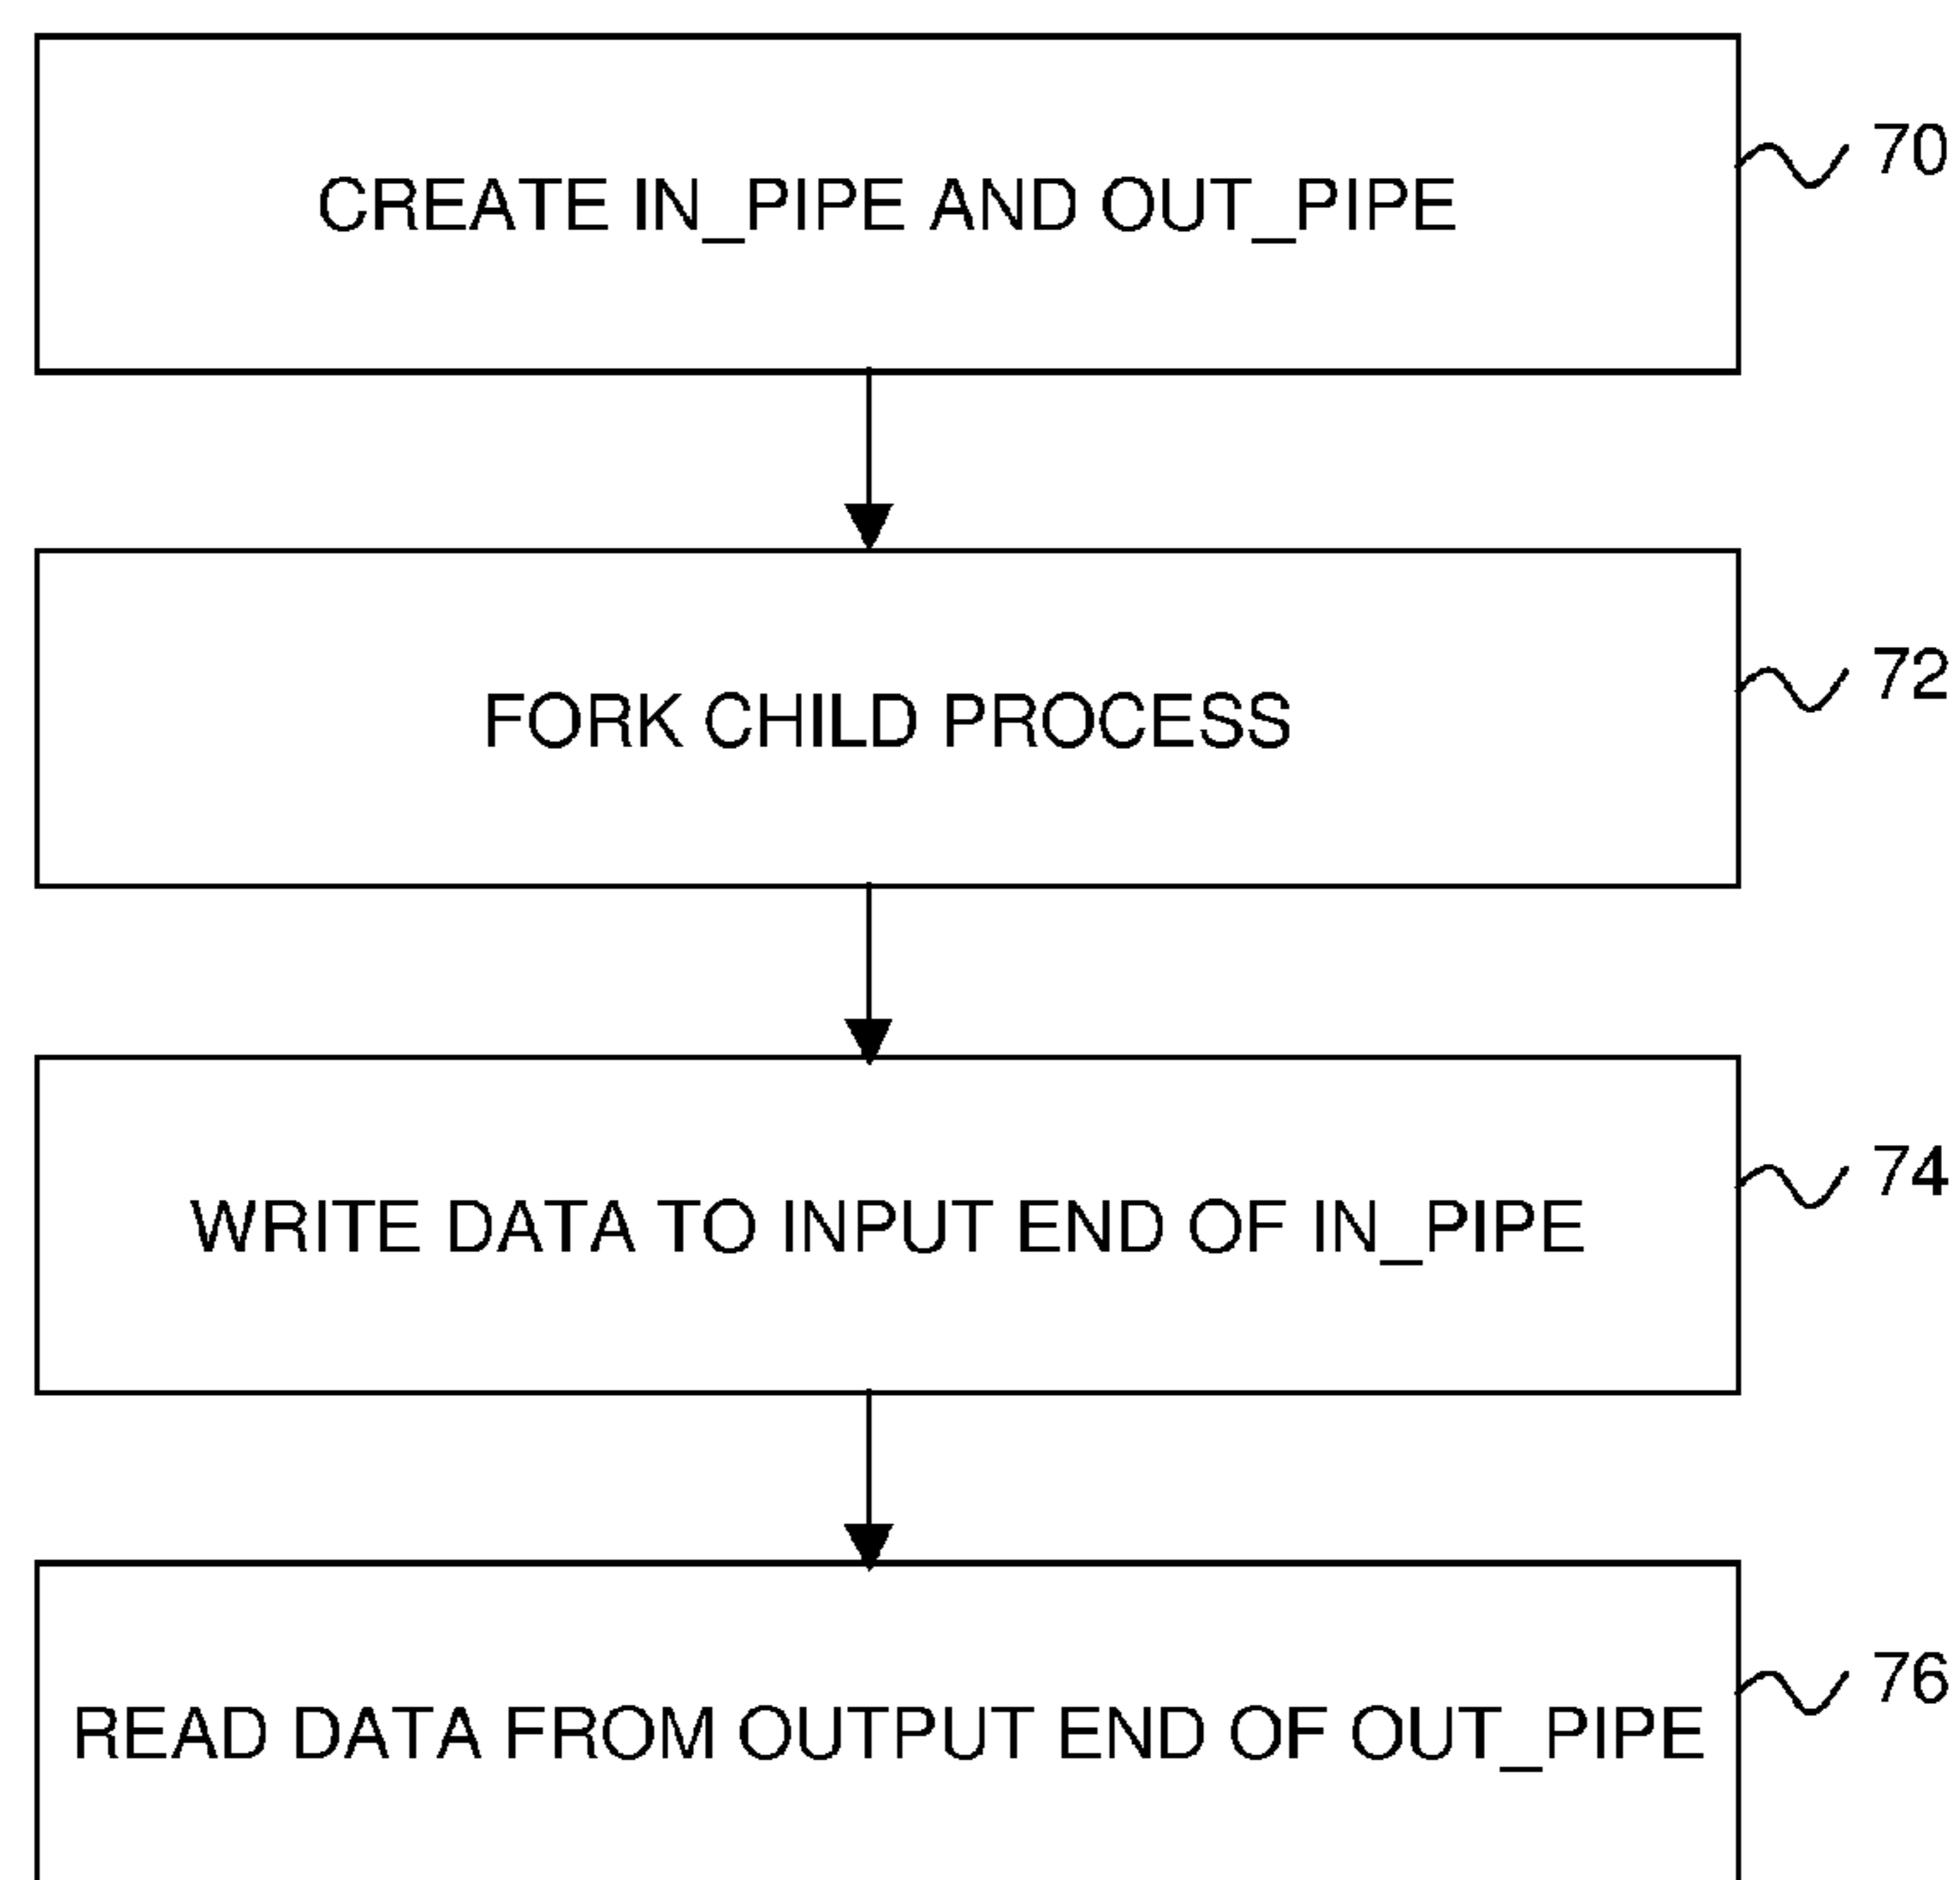 CREATE IN_PIPE AND OUT_PIPE
70
FORK CHILD PROCESS
72
WRITE DATA TO INPUT END OF IN_PIPE
74
READ DATA FROM OUTPUT END OF OUT_PIPE
76